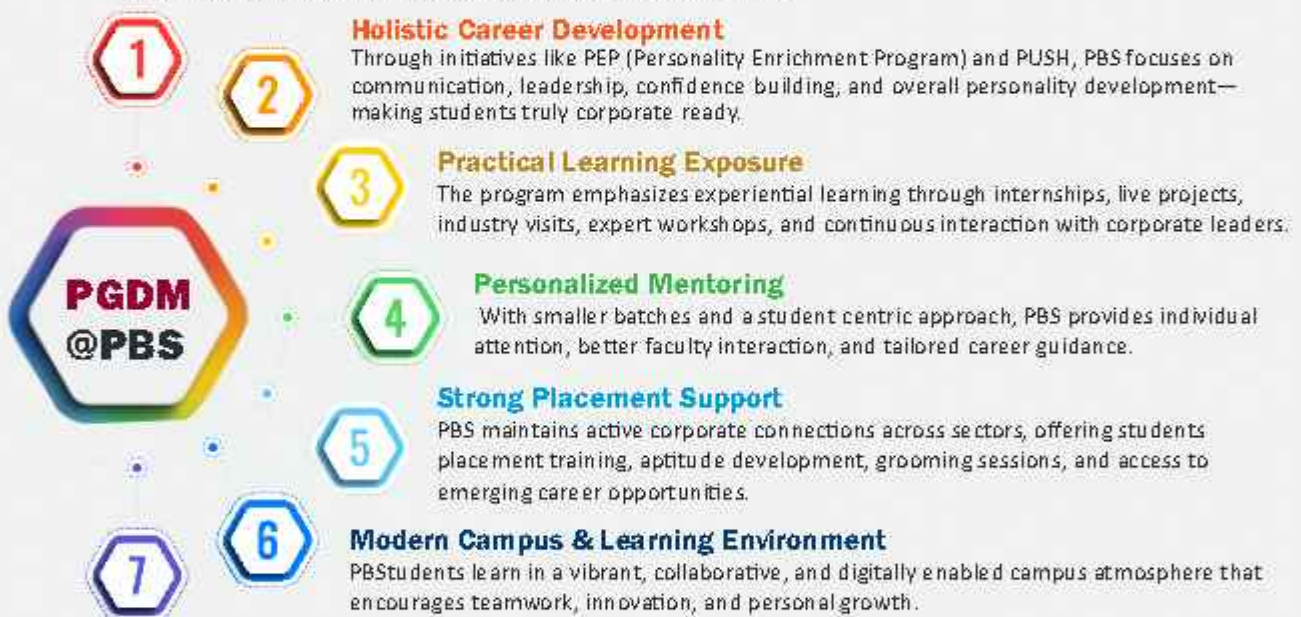 1
Holistic Career Development
Through initiatives like PEP (Personality Enrichment Program) and PUSH, PBS focuses on
2
communication, leadership, confidence building, and overall personality development—
making students truly corporate ready.
3
Practical Learning Exposure
The program emphasizes experiential learning through internships, live projects,
industry visits, expert workshops, and continuous interaction with corporate leaders.
PGDM
@PBS
4
Personalized Mentoring
With smaller batches and a student centric approach, PBS provides individual
attention, better faculty interaction, and tailored career guidance.
5
Strong Placement Support
PBS maintains active corporate connections across sectors, offering students
placement training, aptitude development, grooming sessions, and access to
emerging career opportunities.
6
Modern Campus & Learning Environment
7
PBStudents learn in a vibrant, collaborative, and digitally enabled campus atmosphere that
encourages teamwork, innovation, and personal growth.